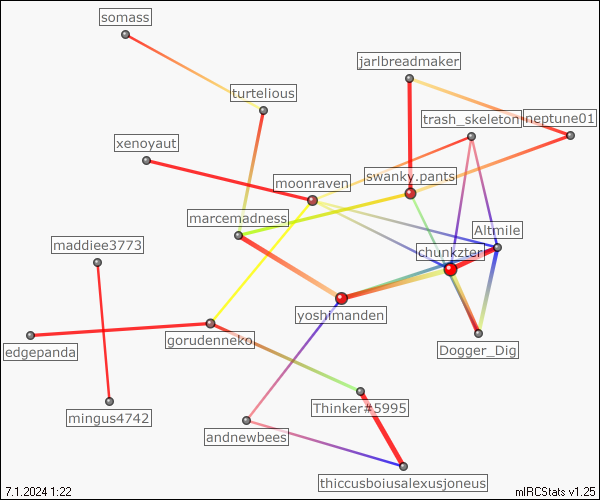 somass
jarlbreadmaker
turtelious
trash_skeleton
neptune01
xenoyaut
moonraven
swanky.pants
marcemadness
Altmile
maddiee3773
chunkzter
yoshimanden
gorudenneko
edgepanda
Dogger_Dig
Thinker#5995
mingus4742
andnewbees
thiccusboiusalexusjoneus
7.1.2024 1:22
mIRCStats v1.25